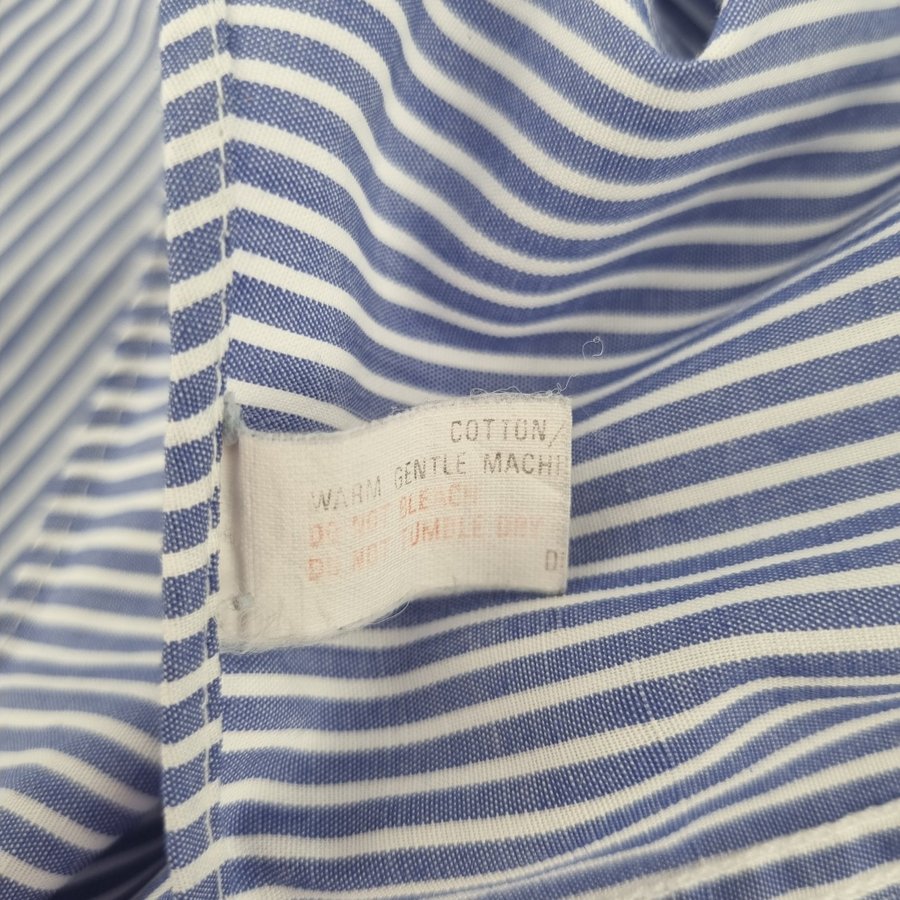 COTTON/
WARM GENTLE MACHI
DO NOT BLEACH
DO NOT TUMBLE DRY
D